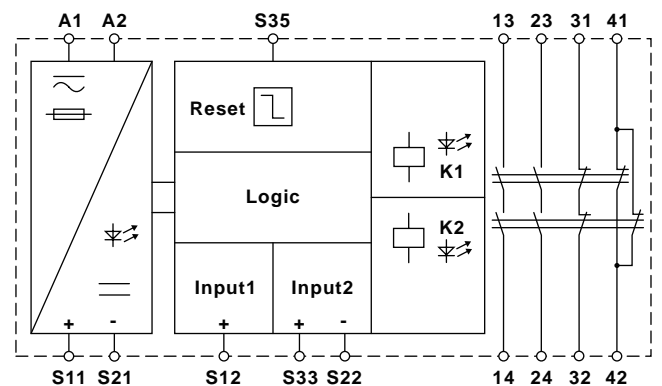 A1 A2 S35 13 23 31 41
Reset
K1
Logic
K2
Input1 Input2
+ - + + -
S11 S21 S12 S33 S22 14 24 32 42